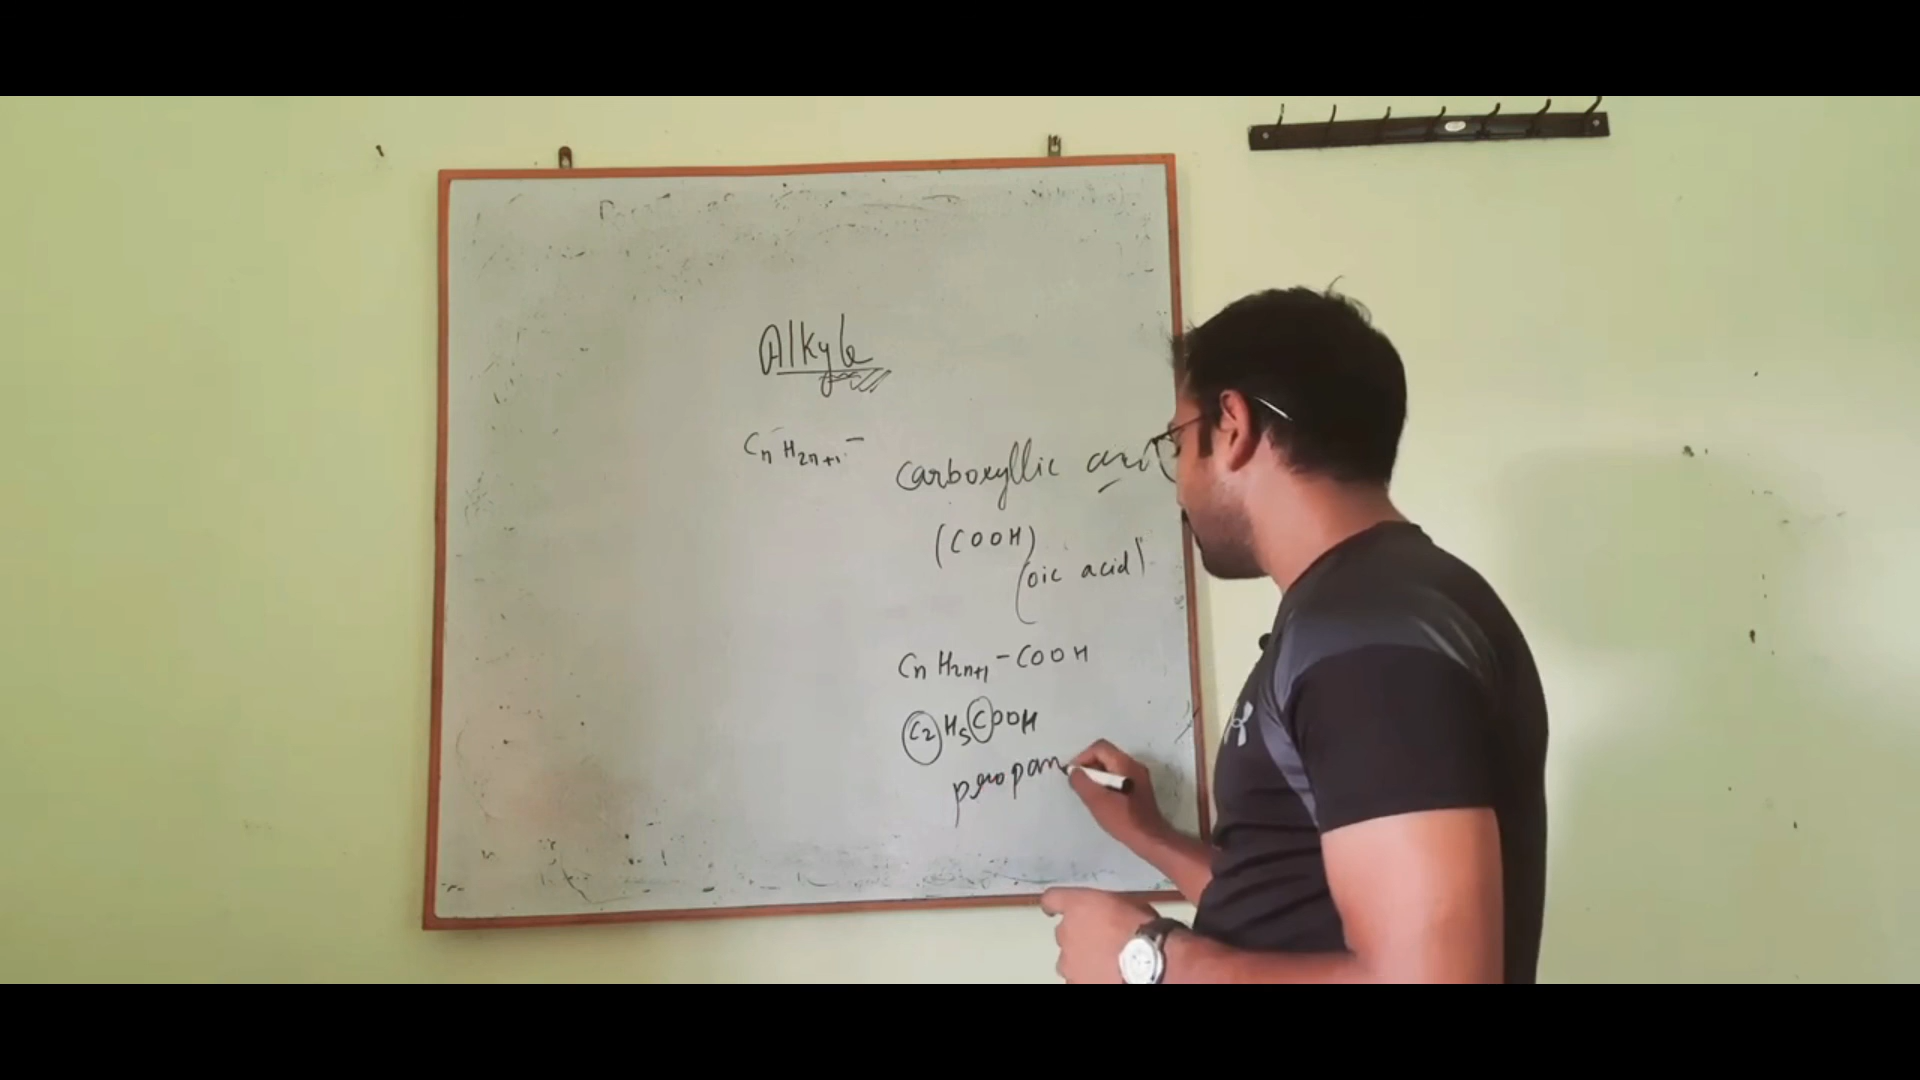 Alkyle
CnH2n+1-
Carboxyllic
(COOH)
(oic acid)
CnH2n+1-COOH
C2H5COOH
propan